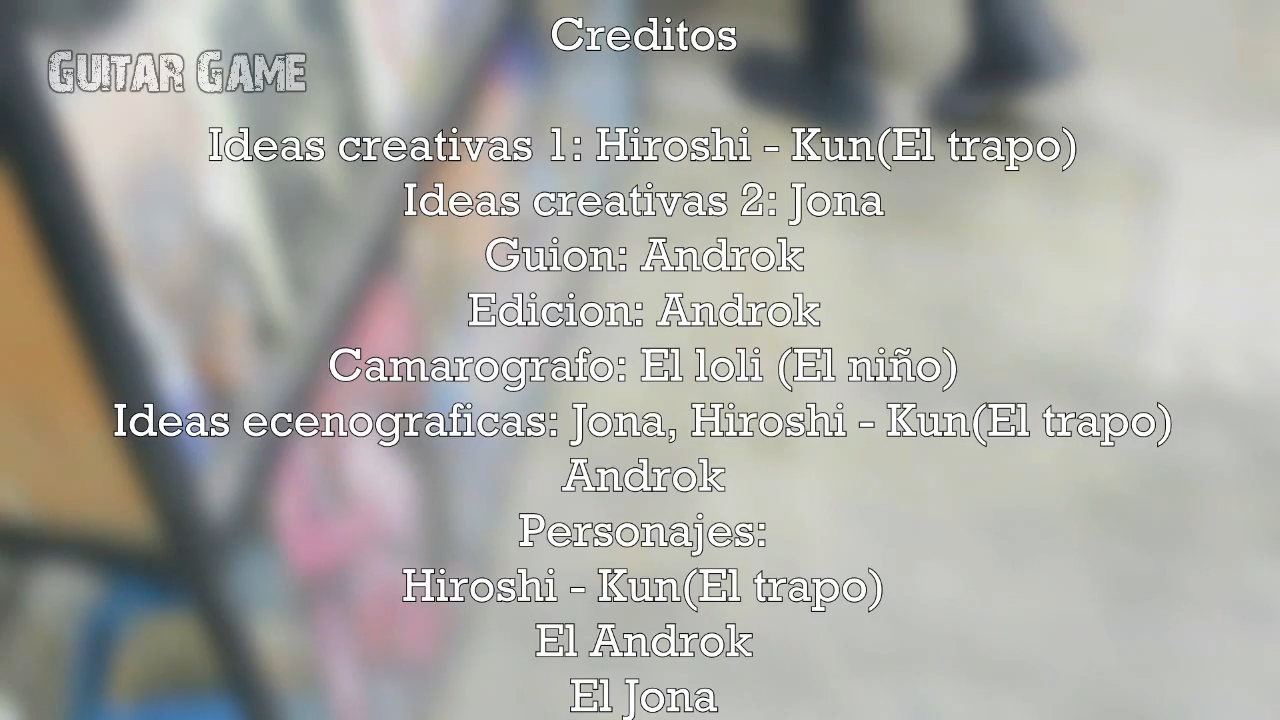 Creditos
GUITAR GAME
Ideas creativas 1: Hiroshi - Kun(El trapo)
Ideas creativas 2: Jona
Guion: Androk
Edicion: Androk
Camarografo: El loli (El niño)
Ideas ecenograficas: Jona, Hiroshi - Kun(El trapo)
Androk
Personajes:
Hiroshi - Kun(El trapo)
El Androk
El Jona